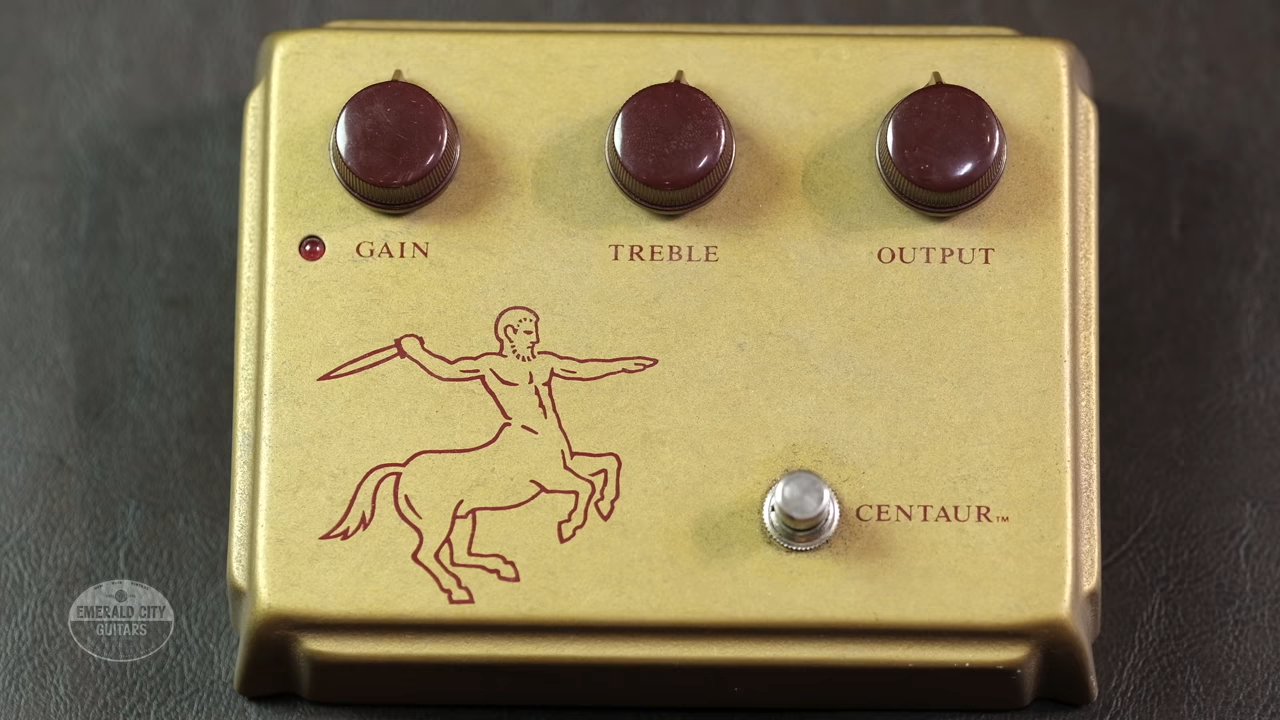 GAIN
TREBLE
OUTPUT
CENTAUR™
EMERALD CITY
GUITARS